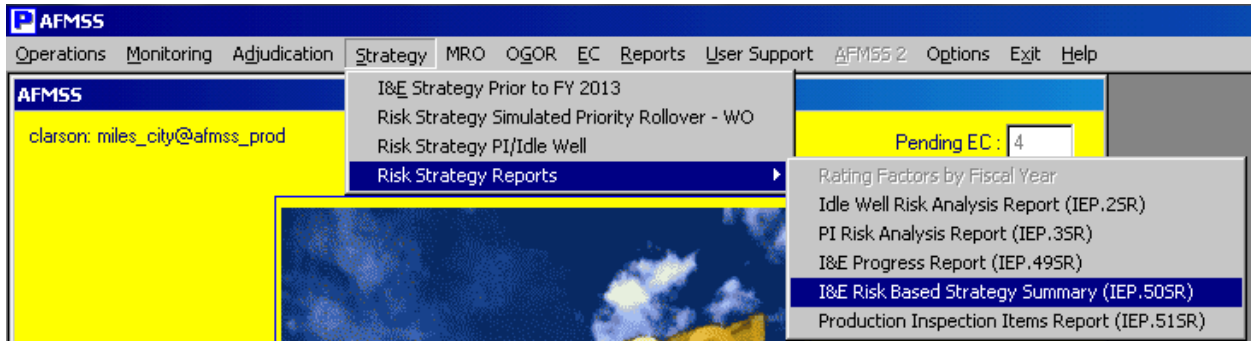 AFMSS
Operations Monitoring Adjudication Strategy MRO OGOR EC Reports User Support AFMSS 2 Options Exit Help
AFMSS
clarson: miles_city@afmss_prod
Pending EC : 4
I&E Strategy Prior to FY 2013
Risk Strategy Simulated Priority Rollover - WO
Risk Strategy PI/Idle Well
Risk Strategy Reports
Rating Factors by Fiscal Year
Idle Well Risk Analysis Report (IEP.2SR)
PI Risk Analysis Report (IEP.3SR)
I&E Progress Report (IEP.49SR)
I&E Risk Based Strategy Summary (IEP.50SR)
Production Inspection Items Report (IEP.51SR)